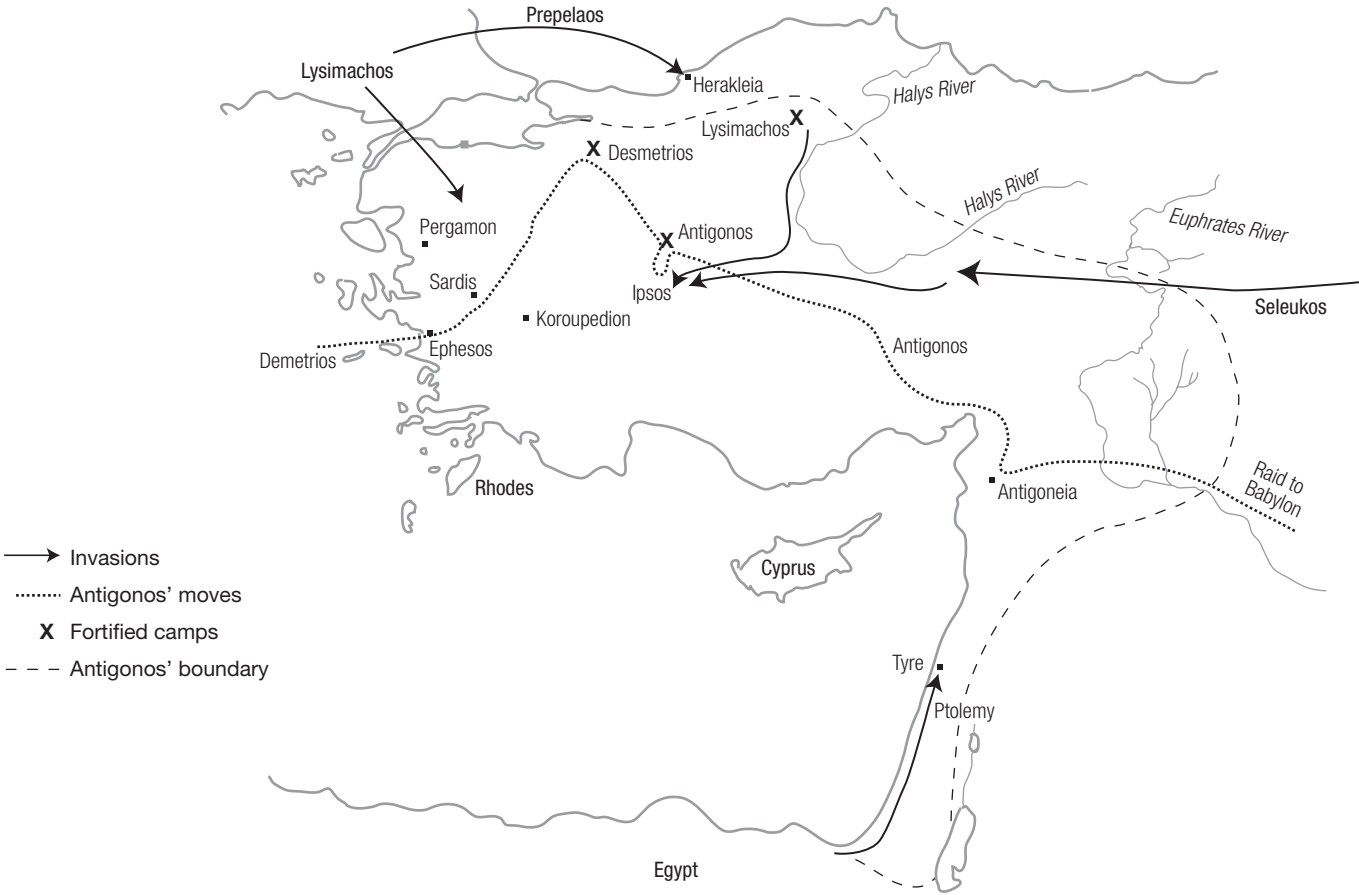 Prepelaos
Lysimachos
Herakleia
Halys River
Lysimachos X
X Desmetrios
Halys River
Euphrates River
Pergamon
X Antigonos
Sardis
Ipsos
Koroupedion
Seleukos
Demetrios
Ephesos
Antigonos
Raid to
Babylon
Rhodes
Antigoneia
Invasions
Cyprus
Antigonos’ moves
X Fortified camps
Antigonos’ boundary
Tyre
Ptolemy
Egypt